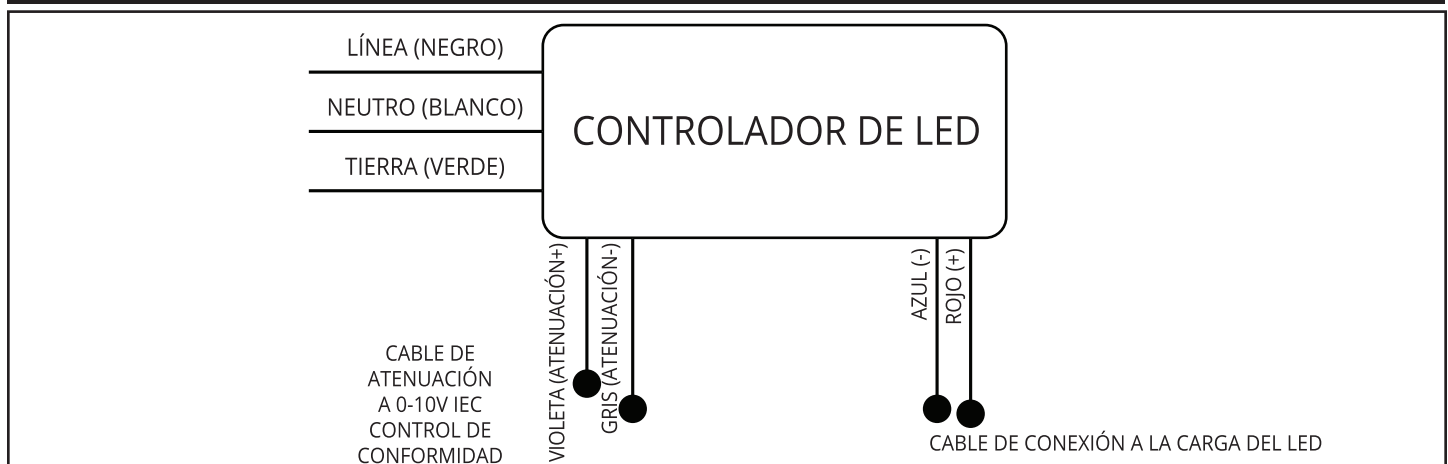 LÍNEA (NEGRO)
NEUTRO (BLANCO)
TIERRA (VERDE)
CONTROLADOR DE LED
VIOLETA (ATENUACIÓN+)
GRIS (ATENUACIÓN-)
AZUL (-)
ROJO (+)
CABLE DE
ATENUACIÓN
A 0-10V IEC
CONTROL DE
CONFORMIDAD
CABLE DE CONEXIÓN A LA CARGA DEL LED